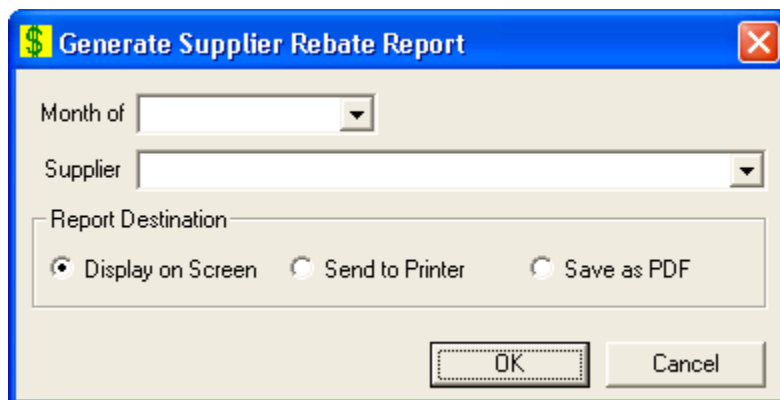 $ Generate Supplier Rebate Report
Month of
Supplier
Report Destination
Display on Screen Send to Printer Save as PDF
OK Cancel